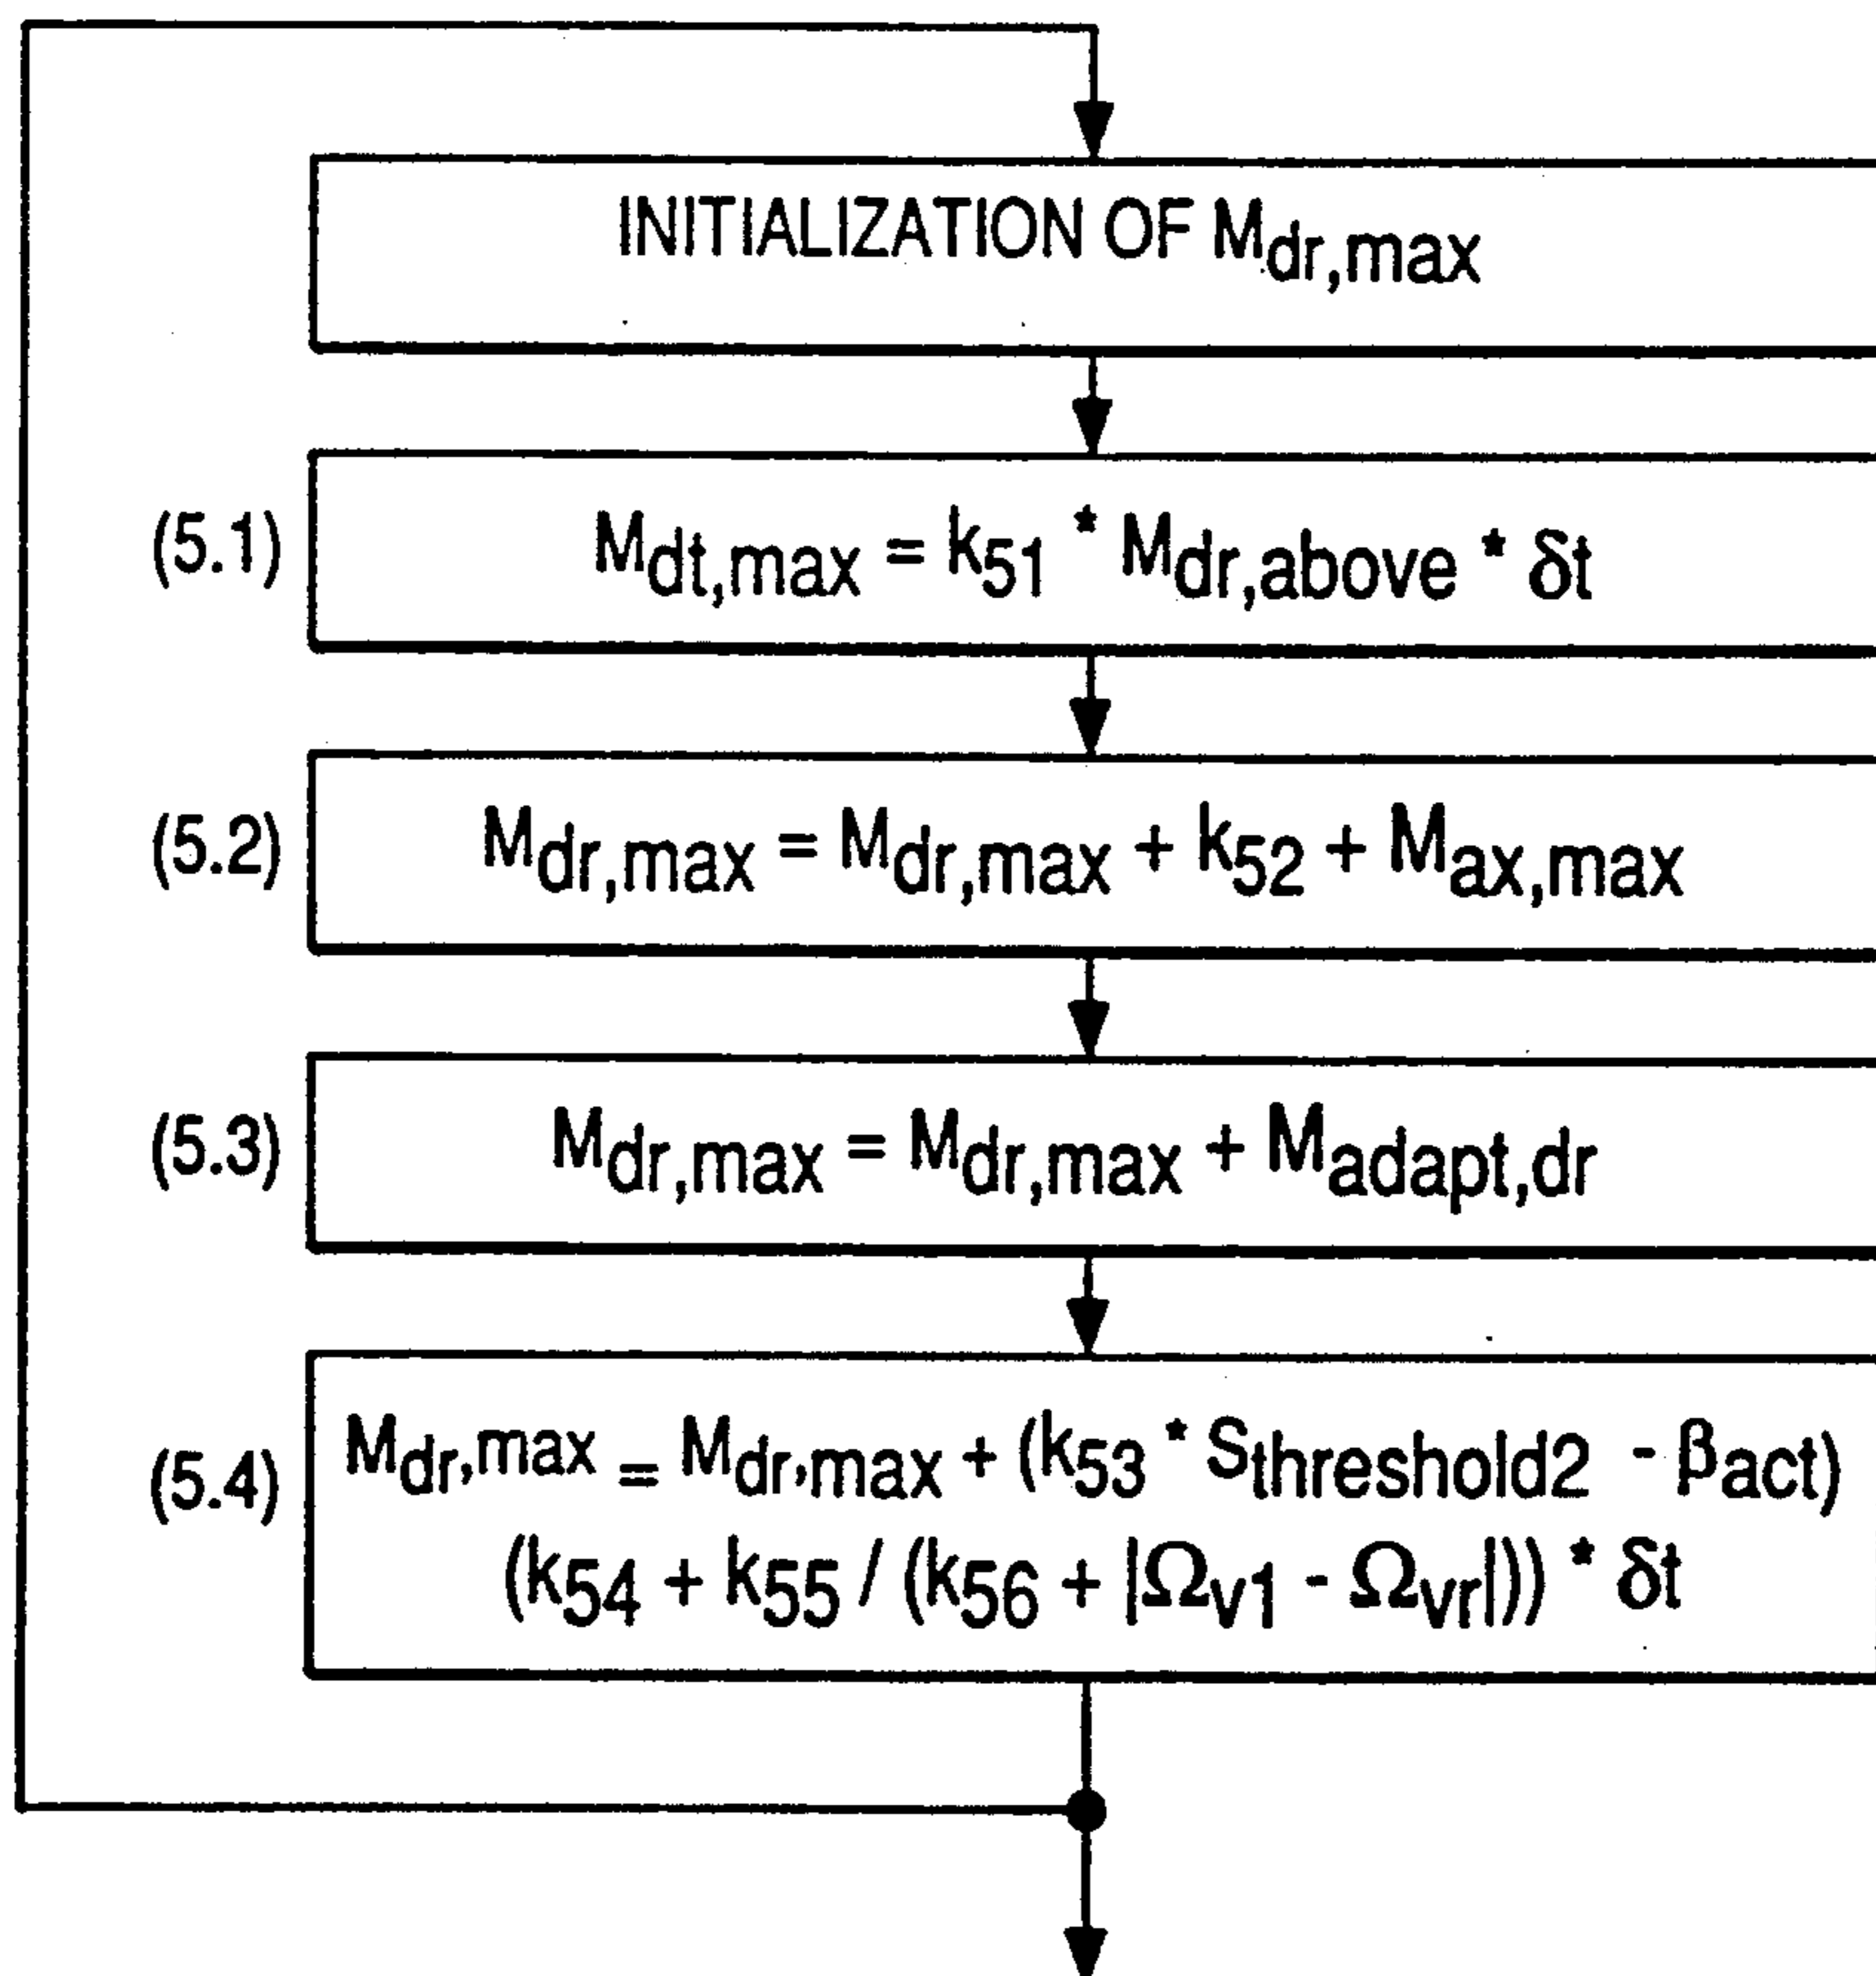 INITIALIZATION OF Mdr,max
(5.1) Mdt,max = k51 * Mdr,above * δt
(5.2) Mdr,max = Mdr,max + k52 + Max,max
(5.3) Mdr,max = Mdr,max + Madapt,dr
(5.4) Mdr,max = Mdr,max + (k53 * Sthreshold2 - βact)
(k54 + k55 / (k56 + |Ωv1 - Ωvr|)) * δt